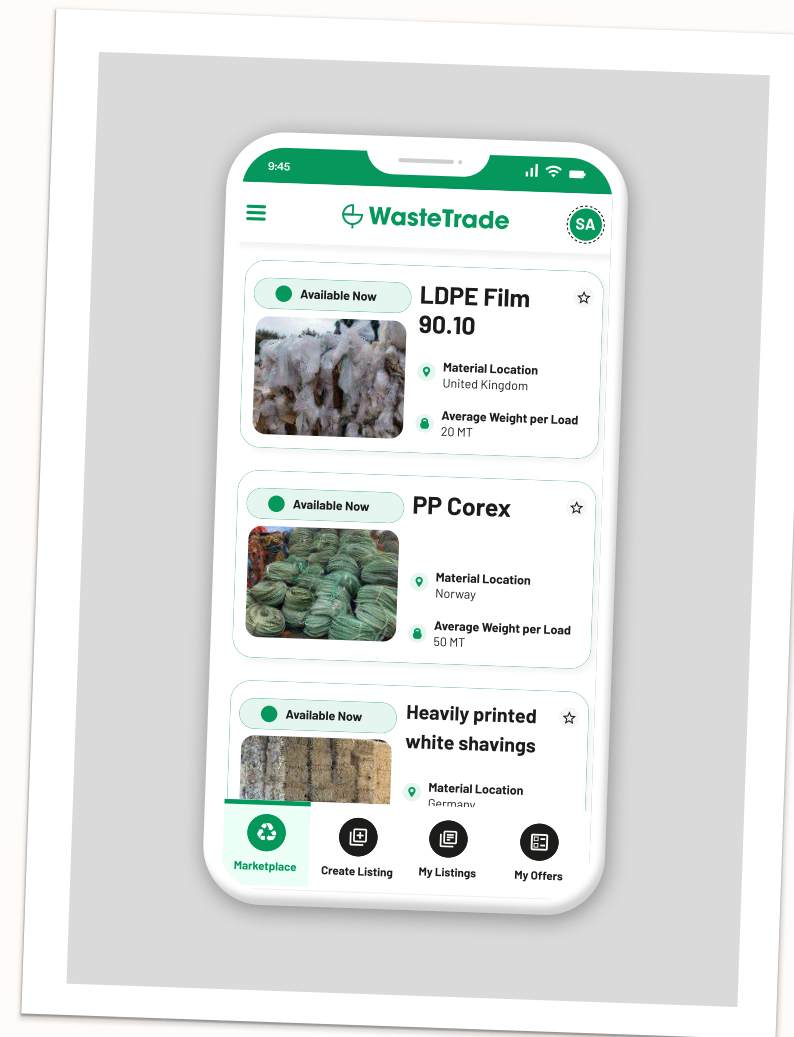 9:45
WasteTrade
SA
Available Now
LDPE Film
90.10
Material Location
United Kingdom
Average Weight per Load
20 MT
Available Now
PP Corex
Material Location
Norway
Average Weight per Load
50 MT
Available Now
Heavily printed
white shavings
Material Location
Germany
Marketplace
Create Listing
My Listings
My Offers